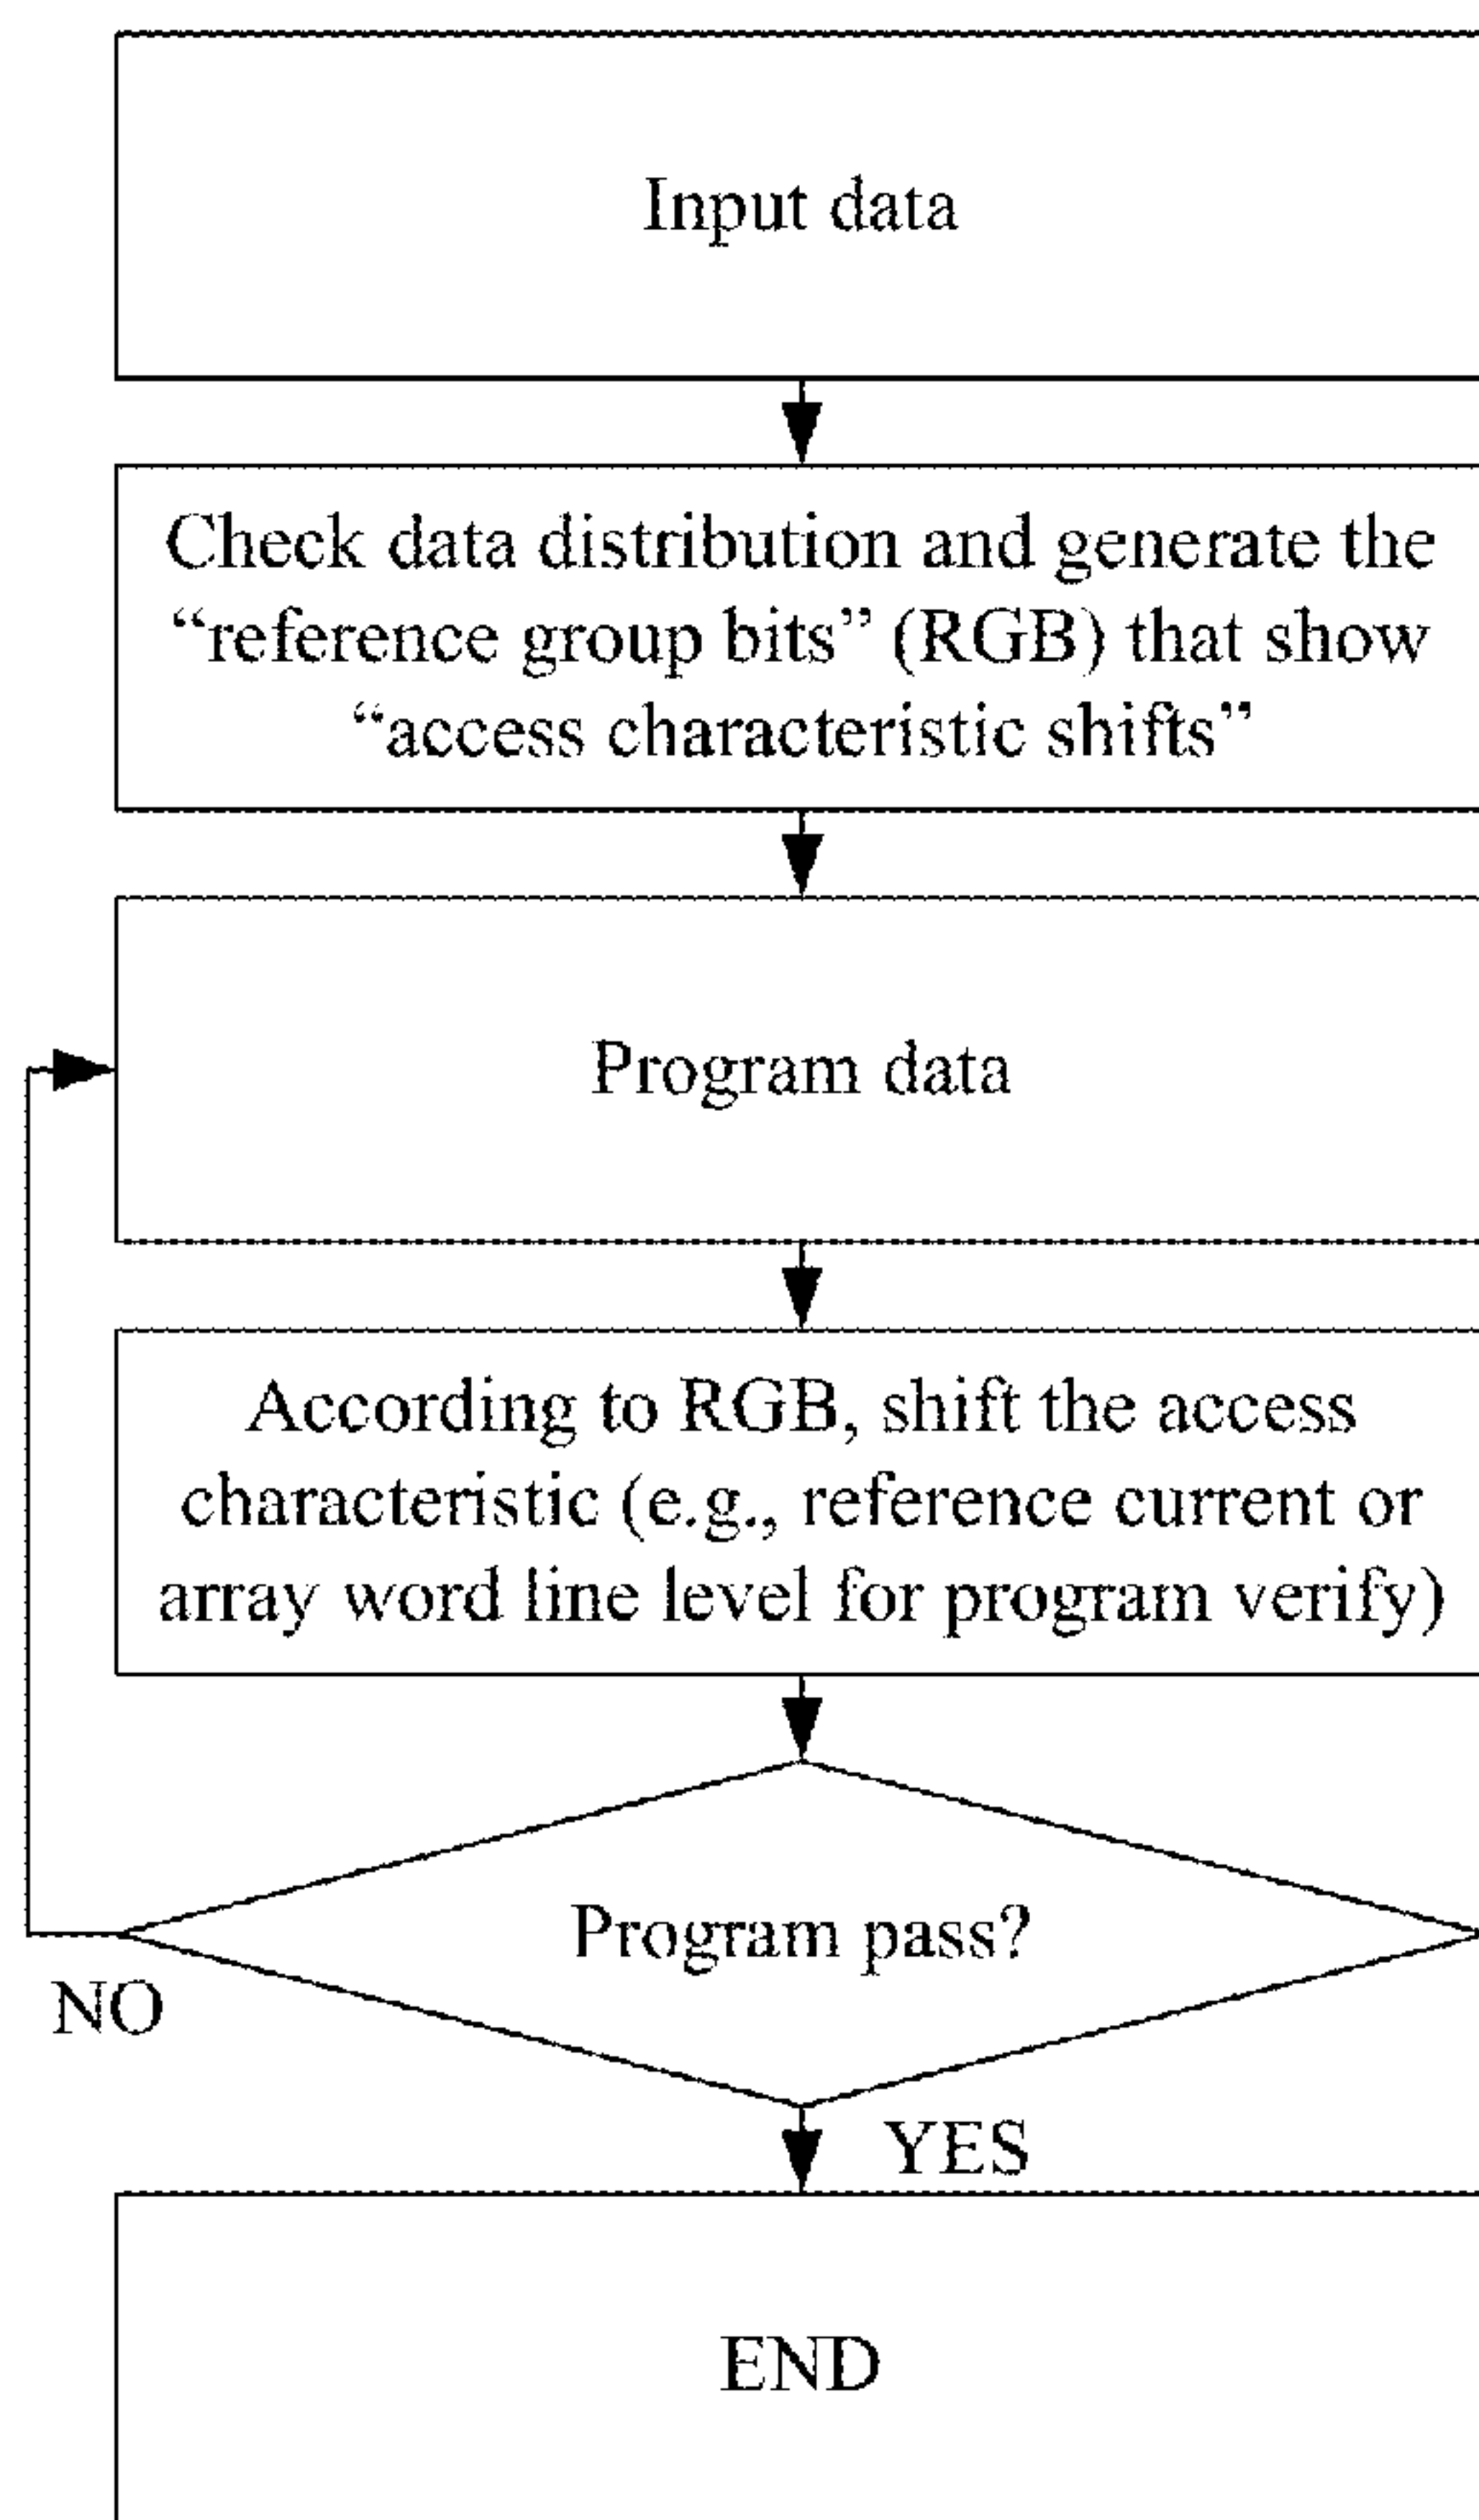 Input data
Check data distribution and generate the
“reference group bits” (RGB) that show
“access characteristic shifts”
Program data
According to RGB, shift the access
characteristic (e.g., reference current or
array word line level for program verify)
Program pass?
NO
YES
END